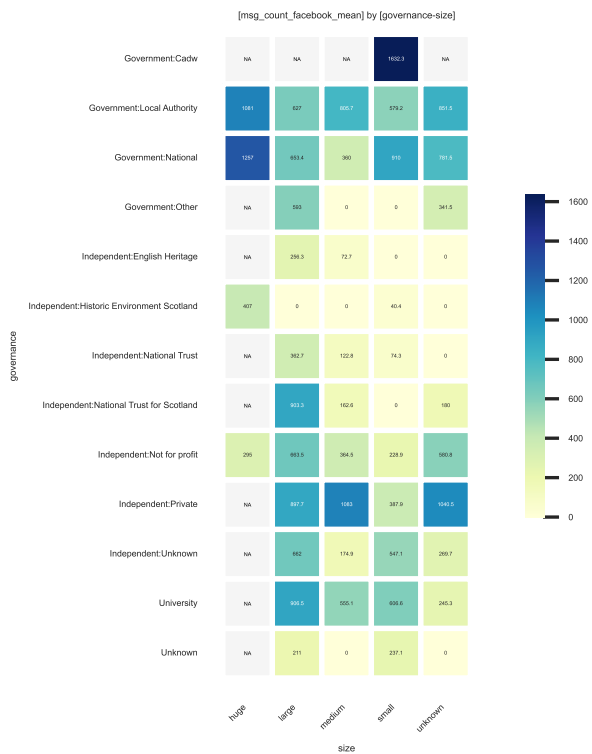 [msg_count_facebook_mean] by [governance-size]
Government:Cadw NA NA NA 1632.3 NA
Government:Local Authority 1081 627 805.7 579.2 851.5
Government:National 1257 653.4 360 910 781.5
Government:Other NA 593 0 0 341.5
Independent:English Heritage NA 256.3 72.7 0 0
Independent:Historic Environment Scotland 407 0 0 40.4 0
Independent:National Trust NA 362.7 122.8 74.3 0
Independent:National Trust for Scotland NA 903.3 162.6 0 180
Independent:Not for profit 295 663.5 364.5 228.9 580.8
Independent:Private NA 897.7 1083 387.9 1040.5
Independent:Unknown NA 662 174.9 547.1 269.7
University NA 906.5 555.1 606.6 245.3
Unknown NA 211 0 237.1 0
huge large medium small unknown
size
governance
1600
1400
1200
1000
800
600
400
200
0